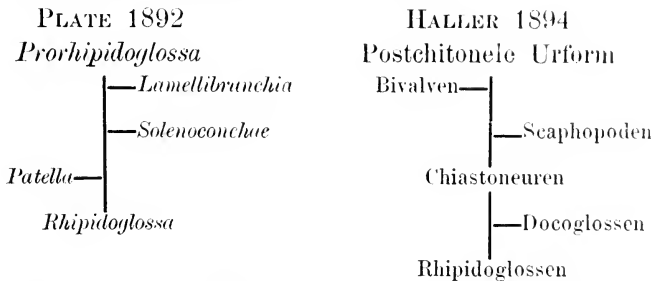 PLATE 1892
Prorhipidoglossa
Lamellibranchia
Solenoconchae
Patella
Rhipidoglossa
HALLER 1894
Postchitonele Urform
Bivalven
Scaphopoden
Chiastoneuren
Docoglossen
Rhipidoglossen